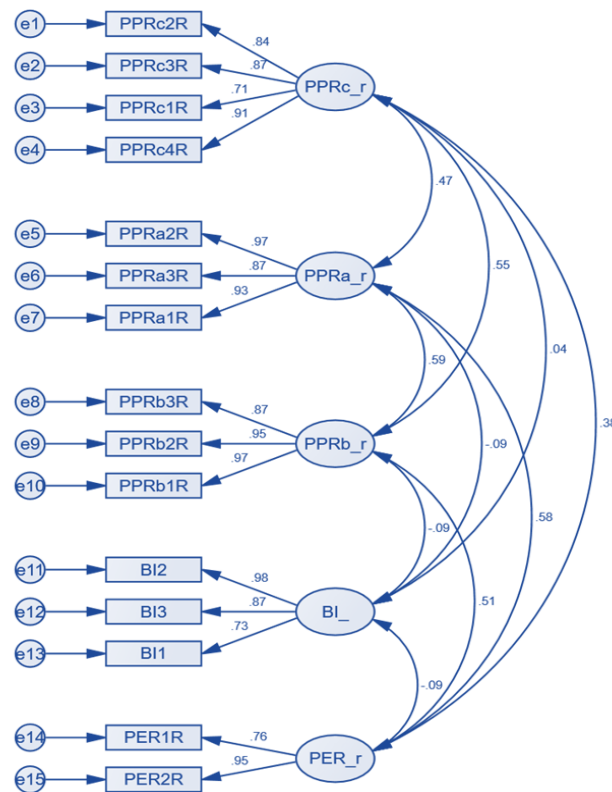 e1 PPRc2R
.84
e2 PPRc3R .87 PPRc_r
e3 PPRc1R .71
.91
e4 PPRc4R
.47
e5 PPRa2R .97
e6 PPRa3R .87 PPRa_r .55
e7 PPRa1R .93
.04
.59
e8 PPRb3R .87
.38
e9 PPRb2R .95 PPRb_r -.09
e10 PPRb1R .97
.58
-.09
e11 BI2 .98
e12 BI3 .87 BI_ .51
e13 BI1 .73
-.09
e14 PER1R .76
PER_r
e15 PER2R .95